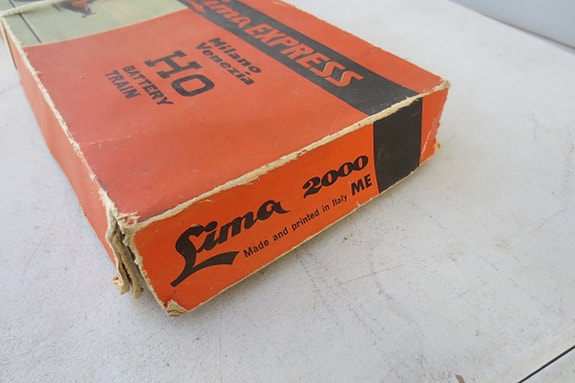 Lima EXPRESS
Milano
Venezia
HO
BATTERY
TRAIN
Lima 2000 ME
Made and printed in Italy